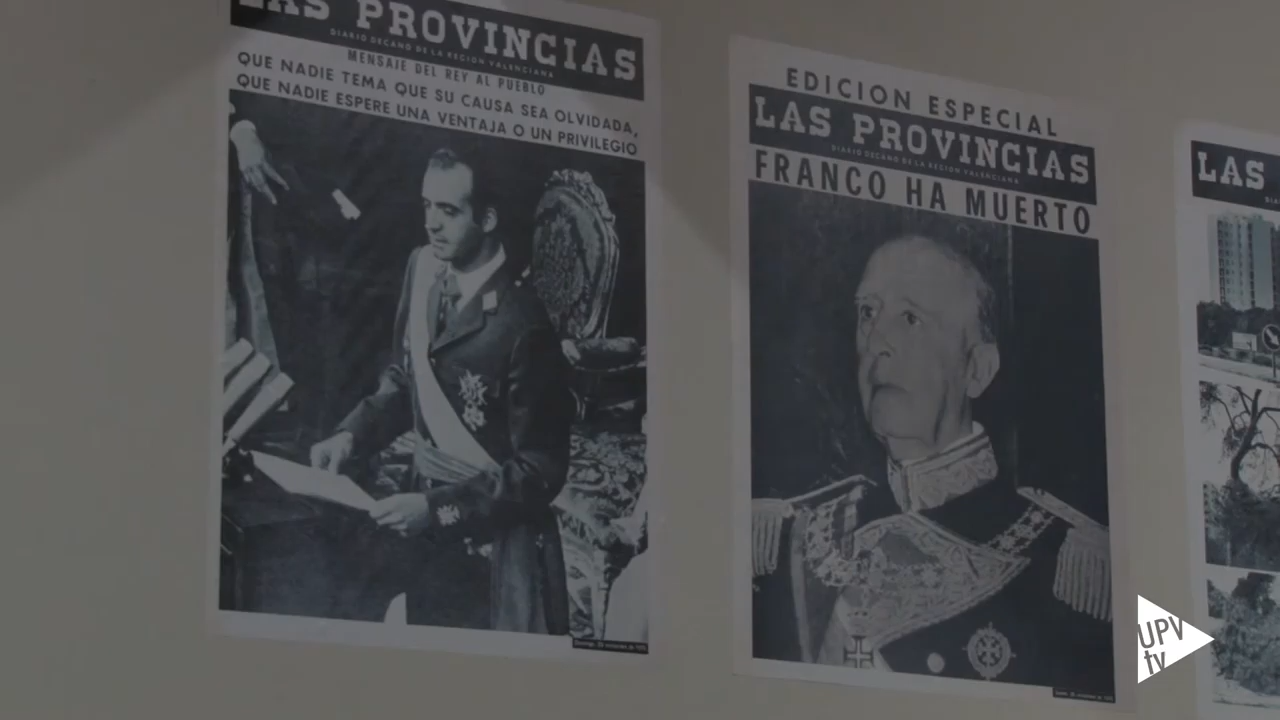 LAS PROVINCIAS
DIARIO DECANO DE LA REGION VALENCIANA
MENSAJE DEL REY AL PUEBLO
QUE NADIE TEMA QUE SU CAUSA SEA OLVIDADA,
QUE NADIE ESPERE UNA VENTAJA O UN PRIVILEGIO
EDICION ESPECIAL
LAS PROVINCIAS
DIARIO DECANO DE LA REGION VALENCIANA
FRANCO HA MUERTO
LAS
UPV
tv